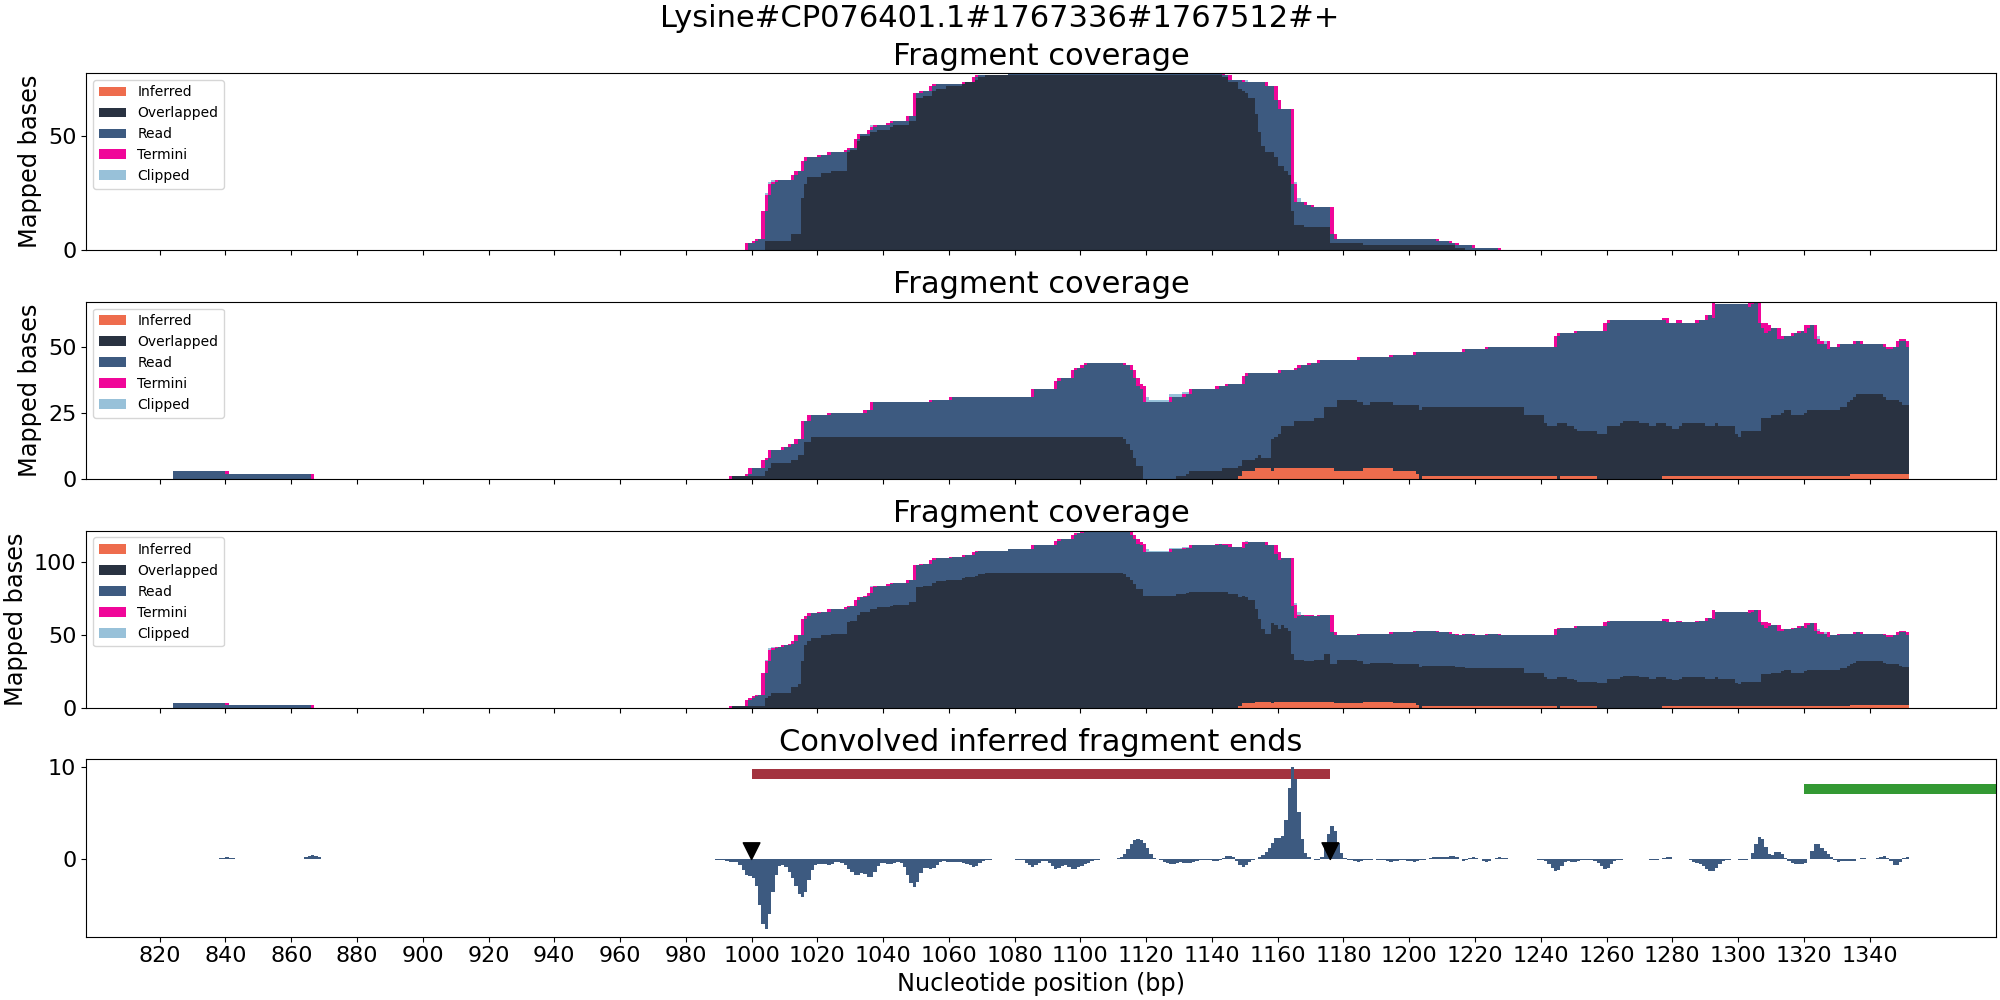 Lysine#CP076401.1#1767336#1767512#+
Fragment coverage
Mapped bases
50
0
Inferred
Overlapped
Read
Termini
Clipped
Fragment coverage
Mapped bases
50
25
0
Inferred
Overlapped
Read
Termini
Clipped
Fragment coverage
Mapped bases
100
50
0
Inferred
Overlapped
Read
Termini
Clipped
Convolved inferred fragment ends
10
0
820 840 860 880 900 920 940 960 980 1000 1020 1040 1060 1080 1100 1120 1140 1160 1180 1200 1220 1240 1260 1280 1300 1320 1340
Nucleotide position (bp)